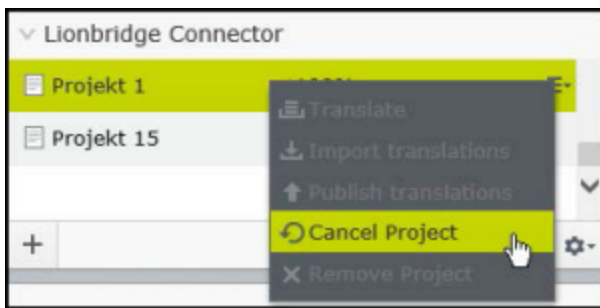 Lionbridge Connector
Projekt 1
Translate
Projekt 15
Import translations
Publish translations
Cancel Project
Remove Project